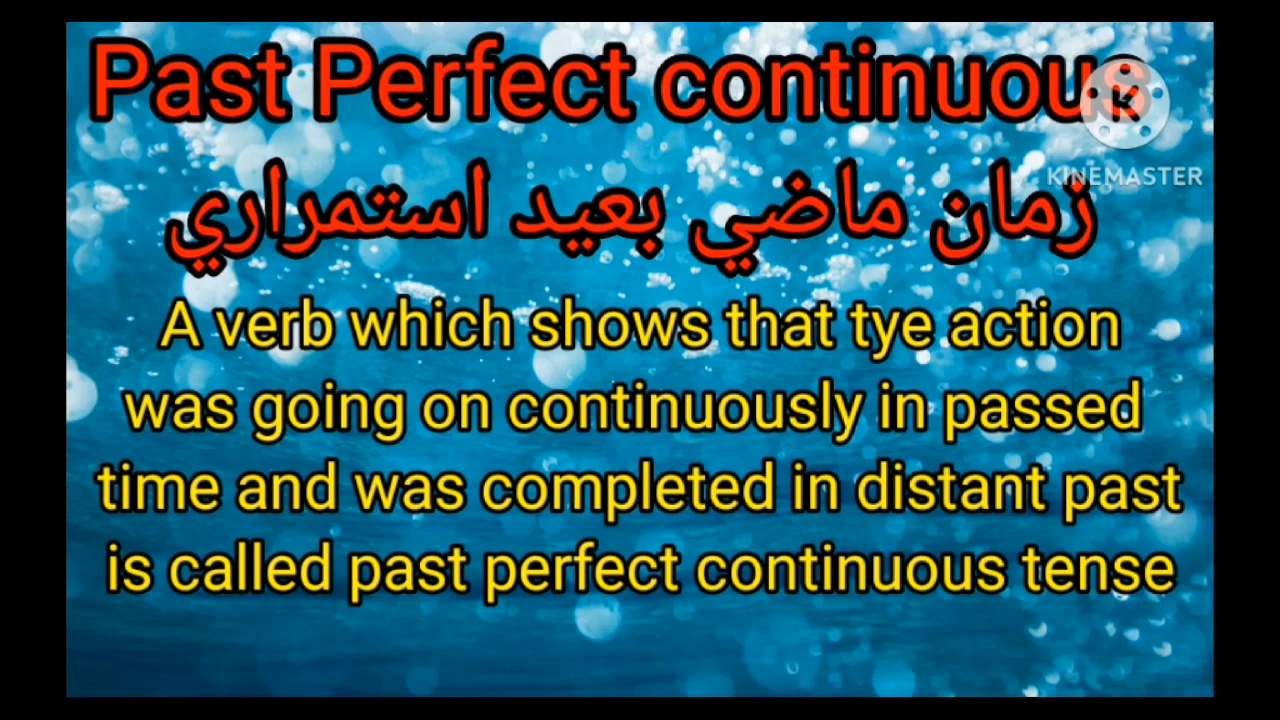 Past Perfect continuous
KINEMASTER
زمان ماضي بعيد استمراري
A verb which shows that tye action
was going on continuously in passed
time and was completed in distant past
is called past perfect continuous tense